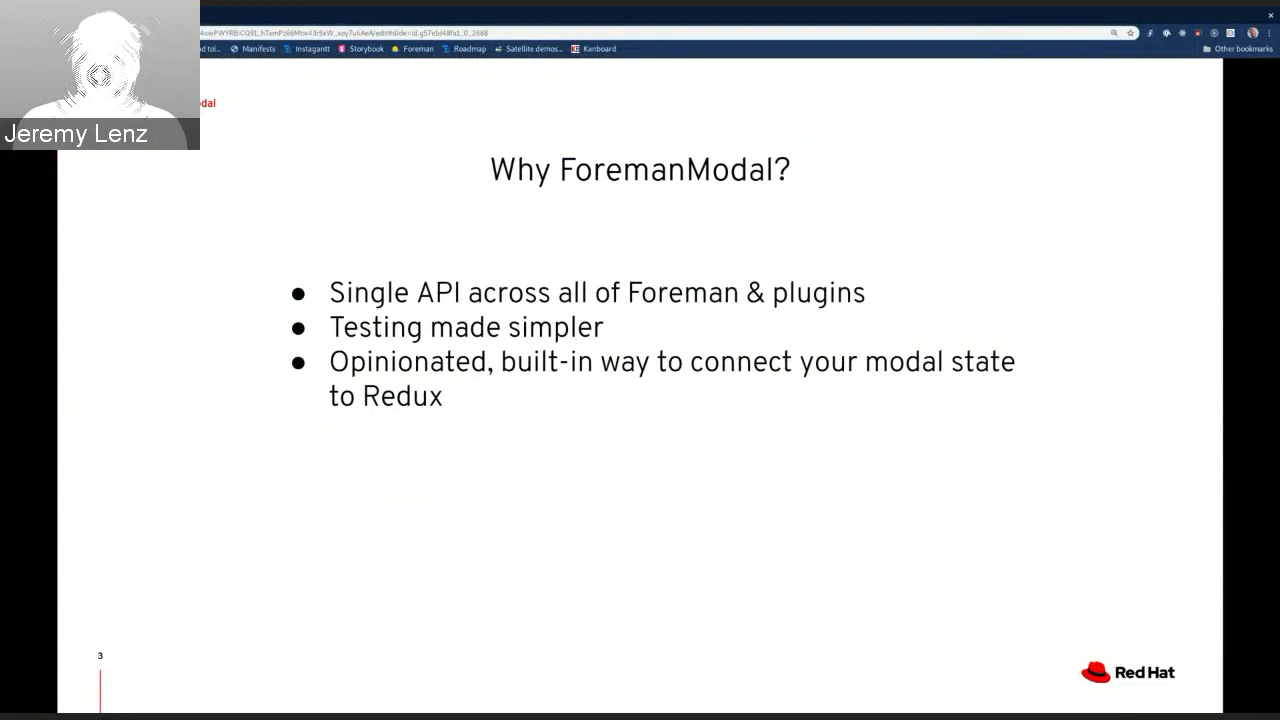 Manifests
Instagantt
Storybook
Foreman
Roadmap
Satellite demos...
Kanboard
Other bookmarks
odal
Jeremy Lenz
Why ForemanModal?
● Single API across all of Foreman & plugins
● Testing made simpler
● Opinionated, built-in way to connect your modal state
to Redux
3
Red Hat